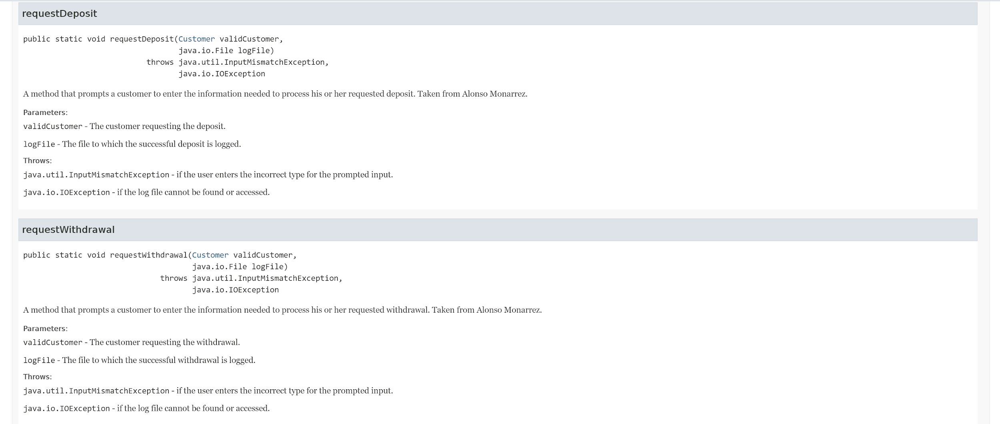 requestDeposit
public static void requestDeposit(Customer validCustomer,
java.io.File logFile)
throws java.util.InputMismatchException,
java.io.IOException
A method that prompts a customer to enter the information needed to process his or her requested deposit. Taken from Alonso Monarrez.
Parameters:
validCustomer - The customer requesting the deposit.
logFile - The file to which the successful deposit is logged.
Throws:
java.util.InputMismatchException - if the user enters the incorrect type for the prompted input.
java.io.IOException - if the log file cannot be found or accessed.
requestWithdrawal
public static void requestWithdrawal(Customer validCustomer,
java.io.File logFile)
throws java.util.InputMismatchException,
java.io.IOException
A method that prompts a customer to enter the information needed to process his or her requested withdrawal. Taken from Alonso Monarrez.
Parameters:
validCustomer - The customer requesting the withdrawal.
logFile - The file to which the successful withdrawal is logged.
Throws:
java.util.InputMismatchException - if the user enters the incorrect type for the prompted input.
java.io.IOException - if the log file cannot be found or accessed.